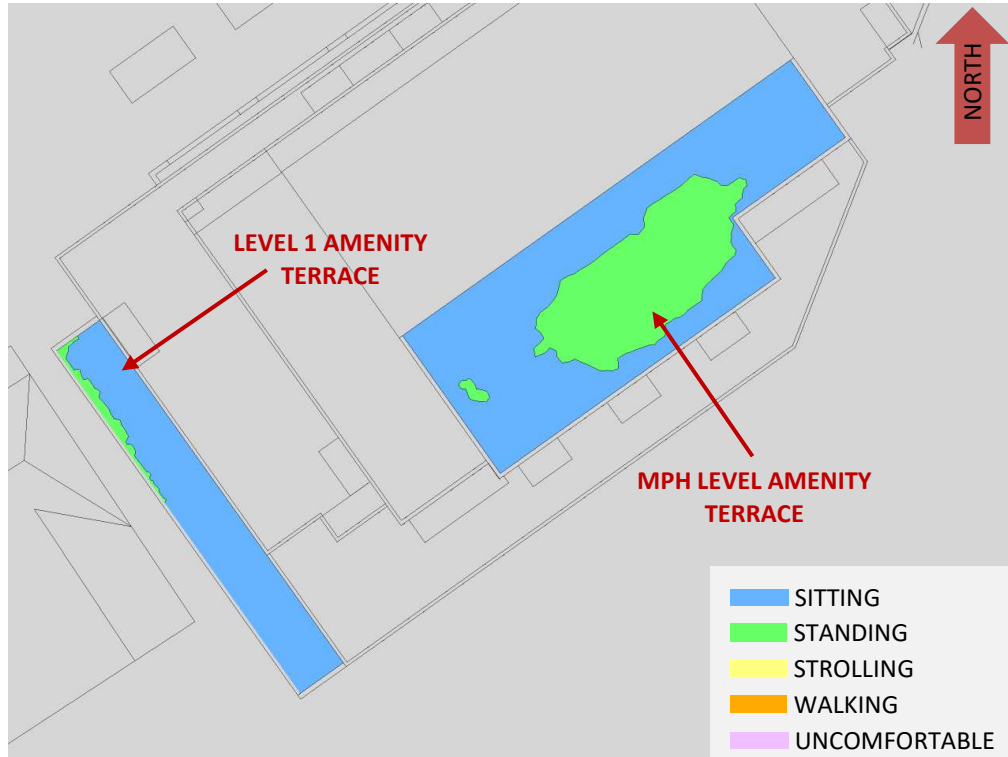 NORTH
LEVEL 1 AMENITY
TERRACE
MPH LEVEL AMENITY
TERRACE
SITTING
STANDING
STROLLING
WALKING
UNCOMFORTABLE